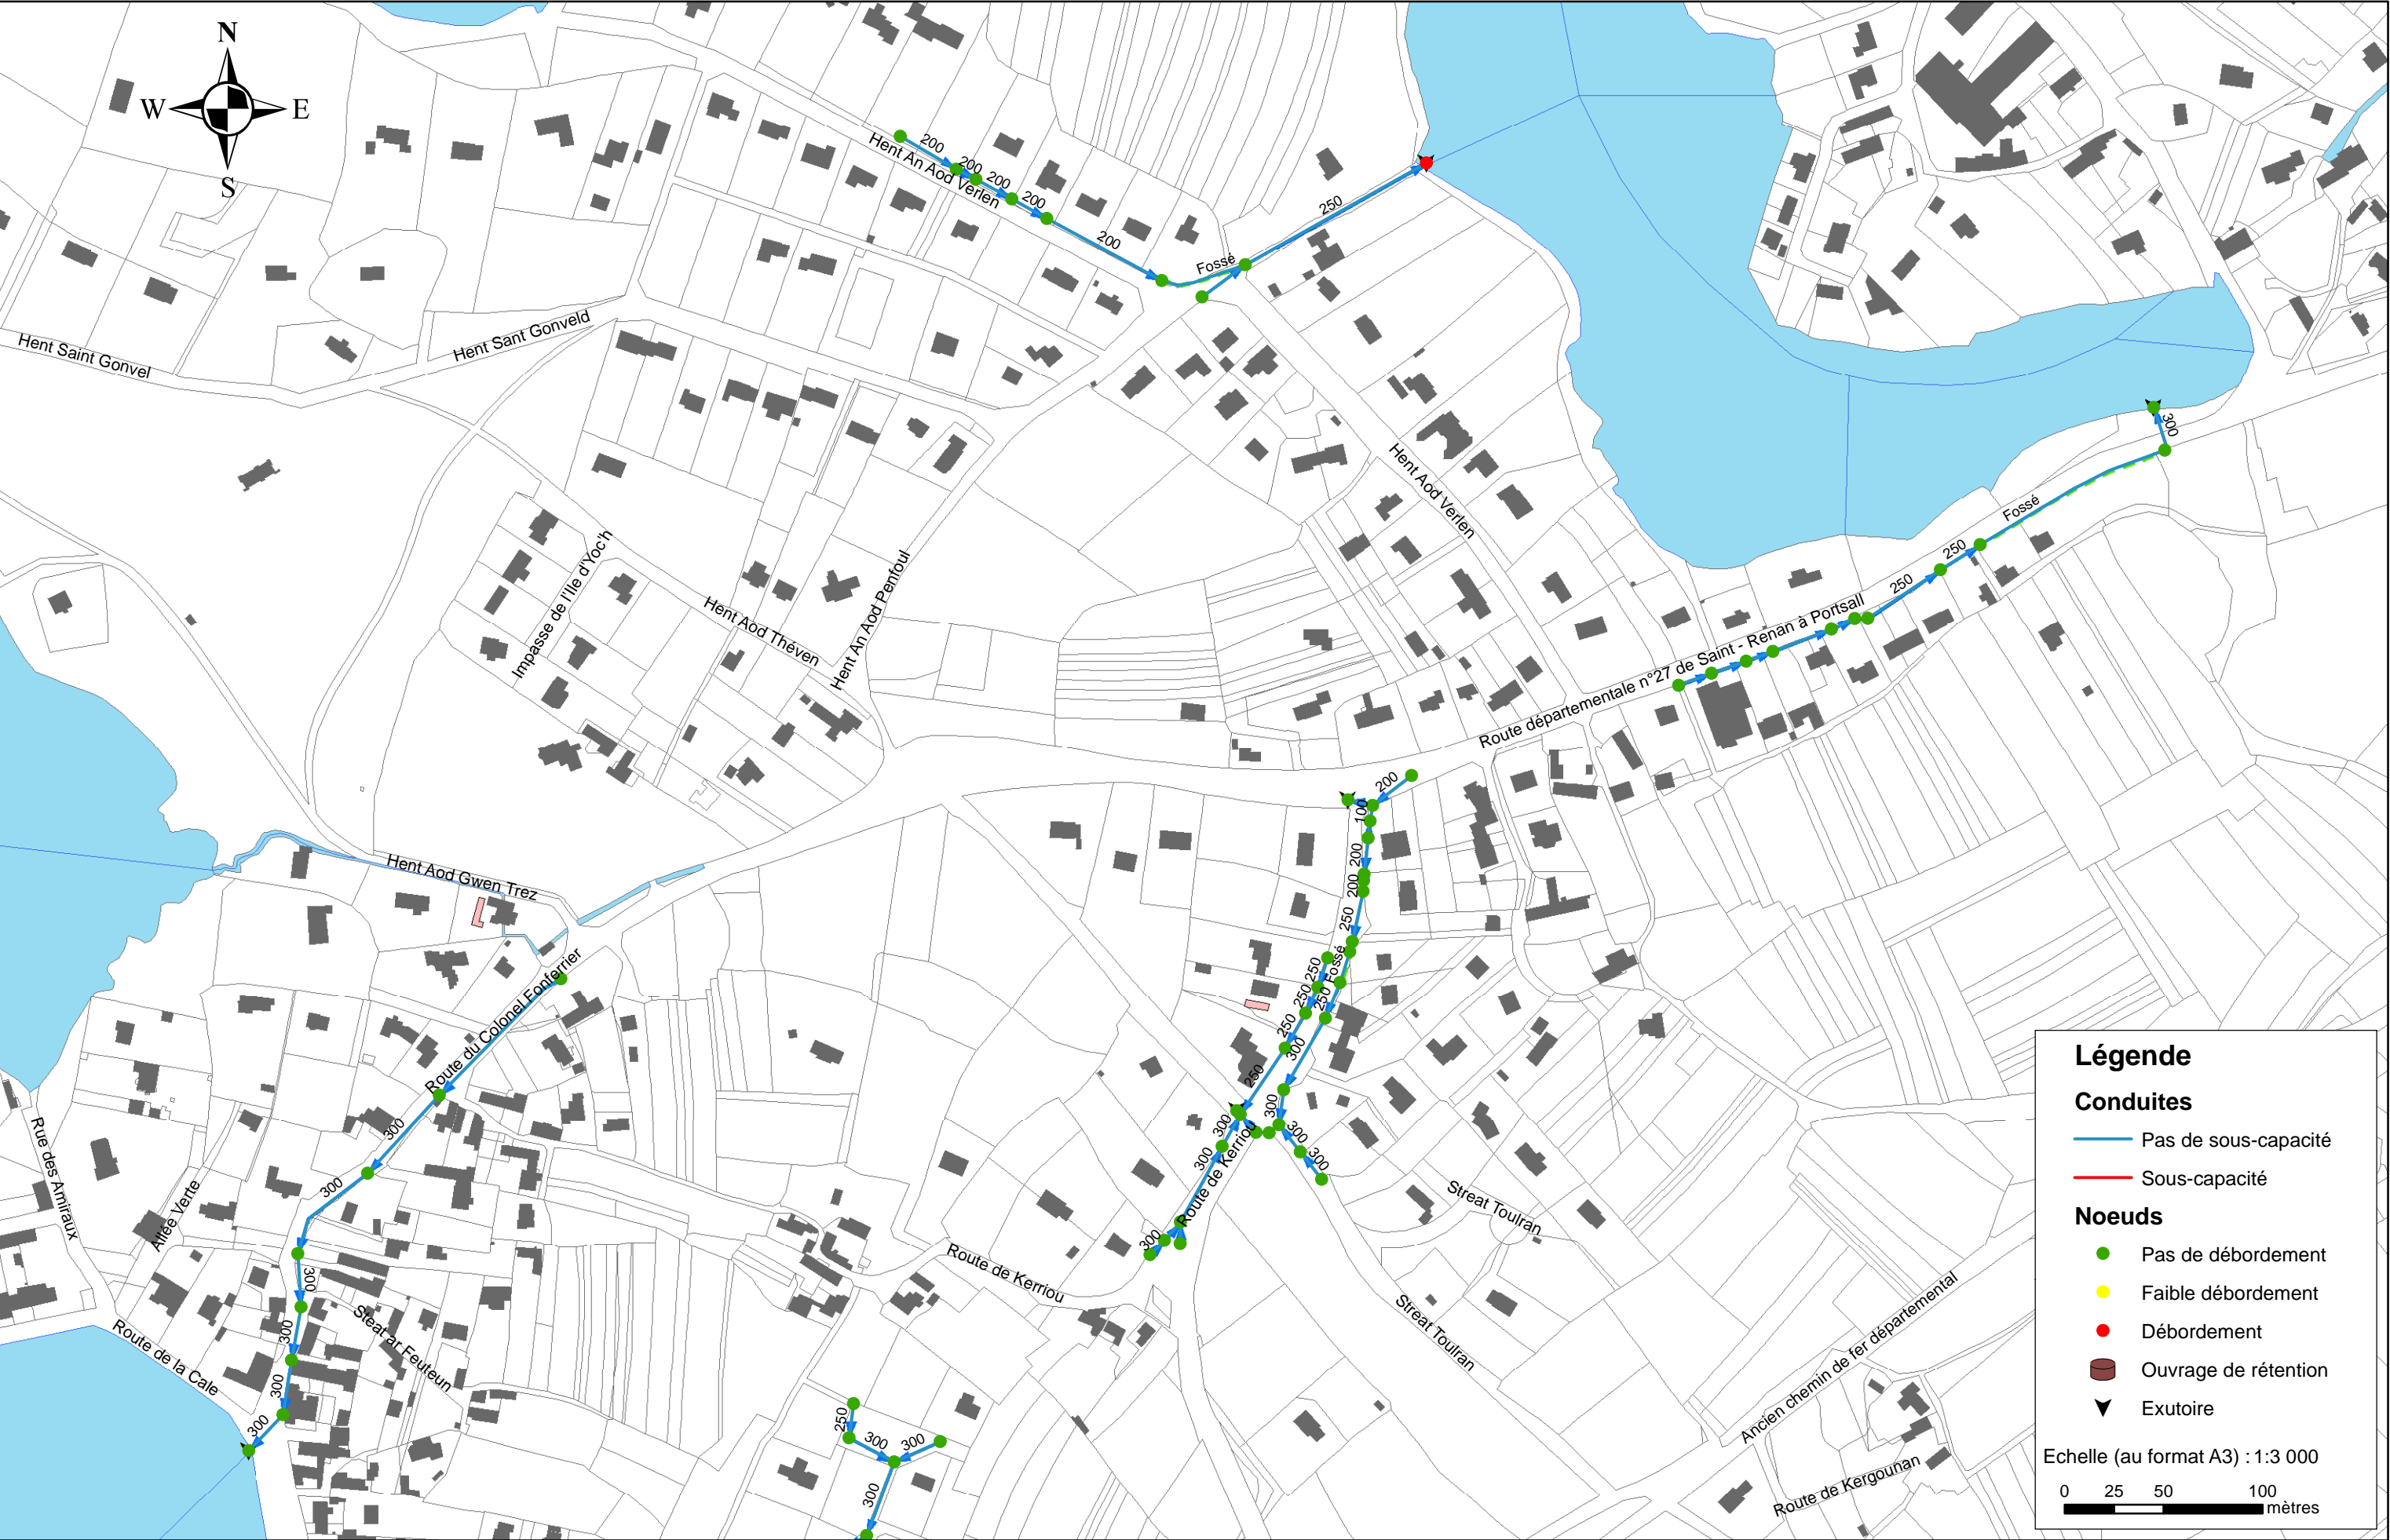 N
W
E
S
200
Hent An Aod Verlen
200
200
200
200
250
Fossé
Hent Sant Gonveld
Hent Saint Gonvel
300
Hent Aod Verlen
Fossé
Impasse de l'Ile d'Yoc'h
Hent An Aod Penfoul
Hent Aod Theven
250
250
Route départementale n°27 de Saint - Renan à Portsall
200
100
200
200
250
Hent Aod Gwen Trez
Fossé
250
250
250
250
300
250
Route du Colonel Fonferrier
300
300
300
300
300
300
300
Route de Kerriou
300
Rue des Amiraux
Allée Verte
300
300
300
300
300
300
Streat Toulran
Route de Kerriou
Streat Toulran
Steat ar Feuteun
Route de la Cale
250
300
300
300
Ancien chemin de fer départemental
Route de Kergounan
Légende
Conduites
Pas de sous-capacité
Sous-capacité
Noeuds
Pas de débordement
Faible débordement
Débordement
Ouvrage de rétention
Exutoire
Echelle (au format A3) : 1:3 000
0 25 50 100
mètres